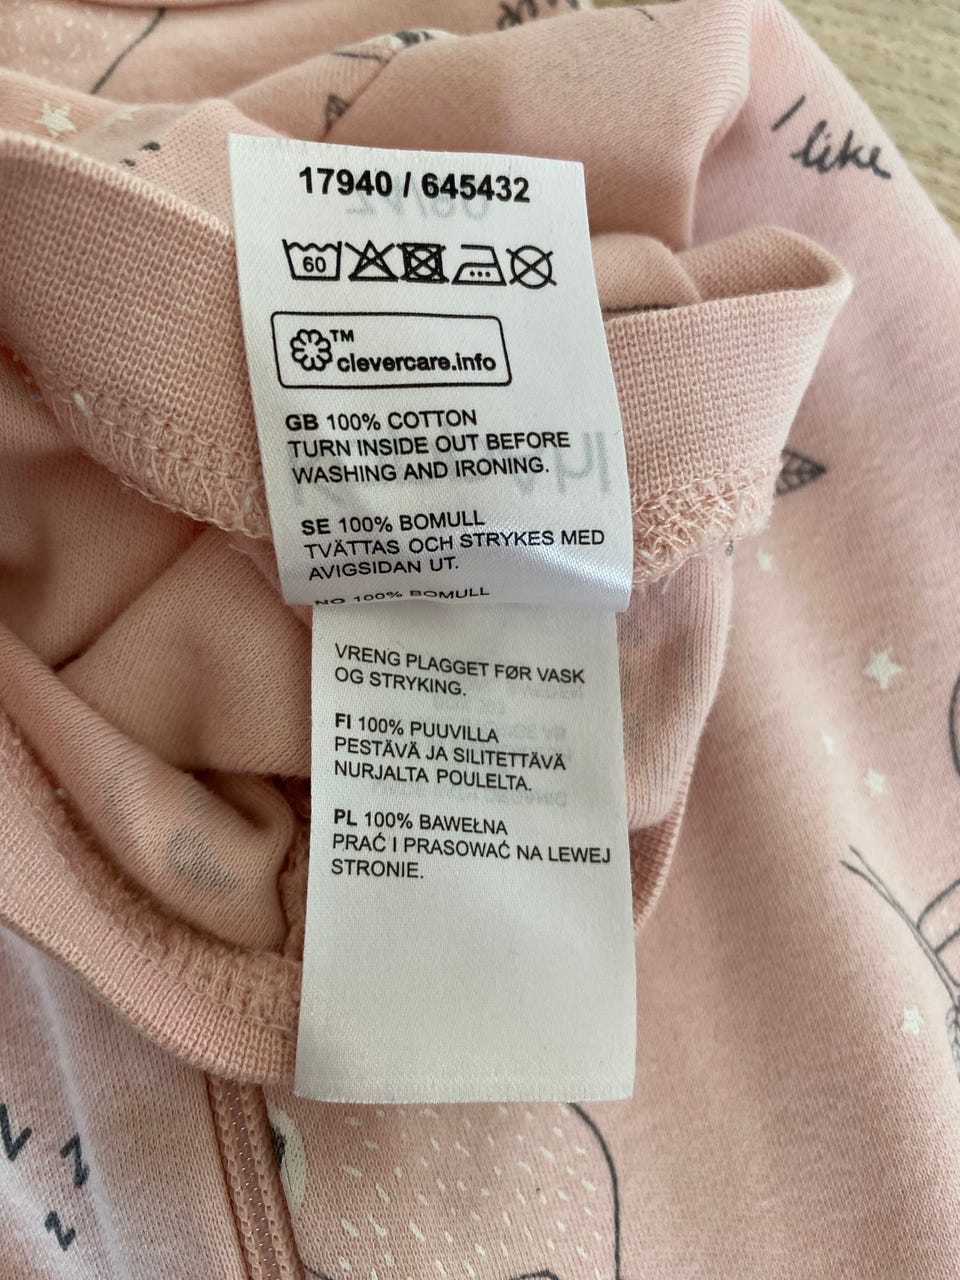 like
17940 / 645432
60
TM
clevercare.info
GB 100% COTTON
TURN INSIDE OUT BEFORE
WASHING AND IRONING.
SE 100% BOMULL
TVÄTTAS OCH STRYKES MED
AVIGSIDAN UT.
NO 100% BOMULL
VRENG PLAGGET FØR VASK
OG STRYKING.
FI 100% PUUVILLA
PESTÄVÄ JA SILITETTÄVÄ
NURJALTA POULELTA.
PL 100% BAWEŁNA
PRAĆ I PRASOWAĆ NA LEWEJ
STRONIE.
z
z
z